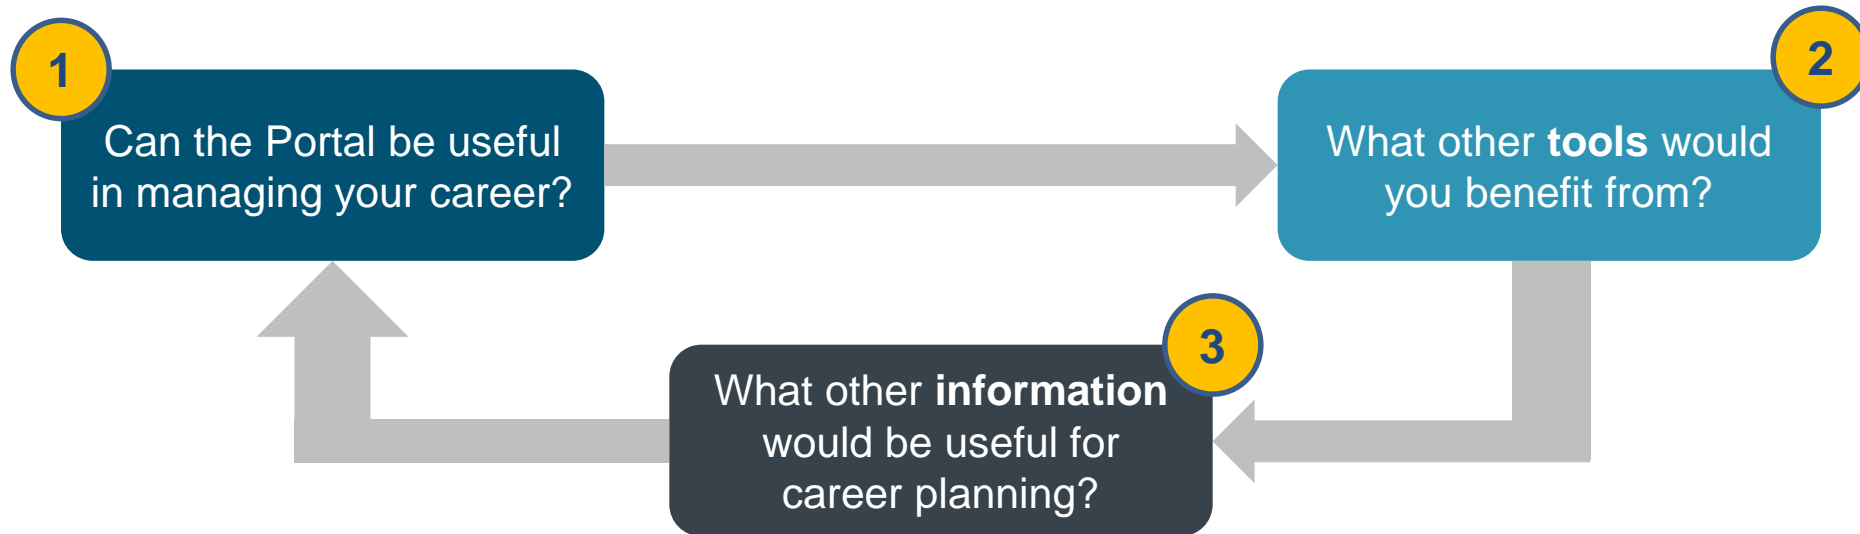 1
Can the Portal be useful
in managing your career?
2
What other tools would
you benefit from?
3
What other information
would be useful for
career planning?